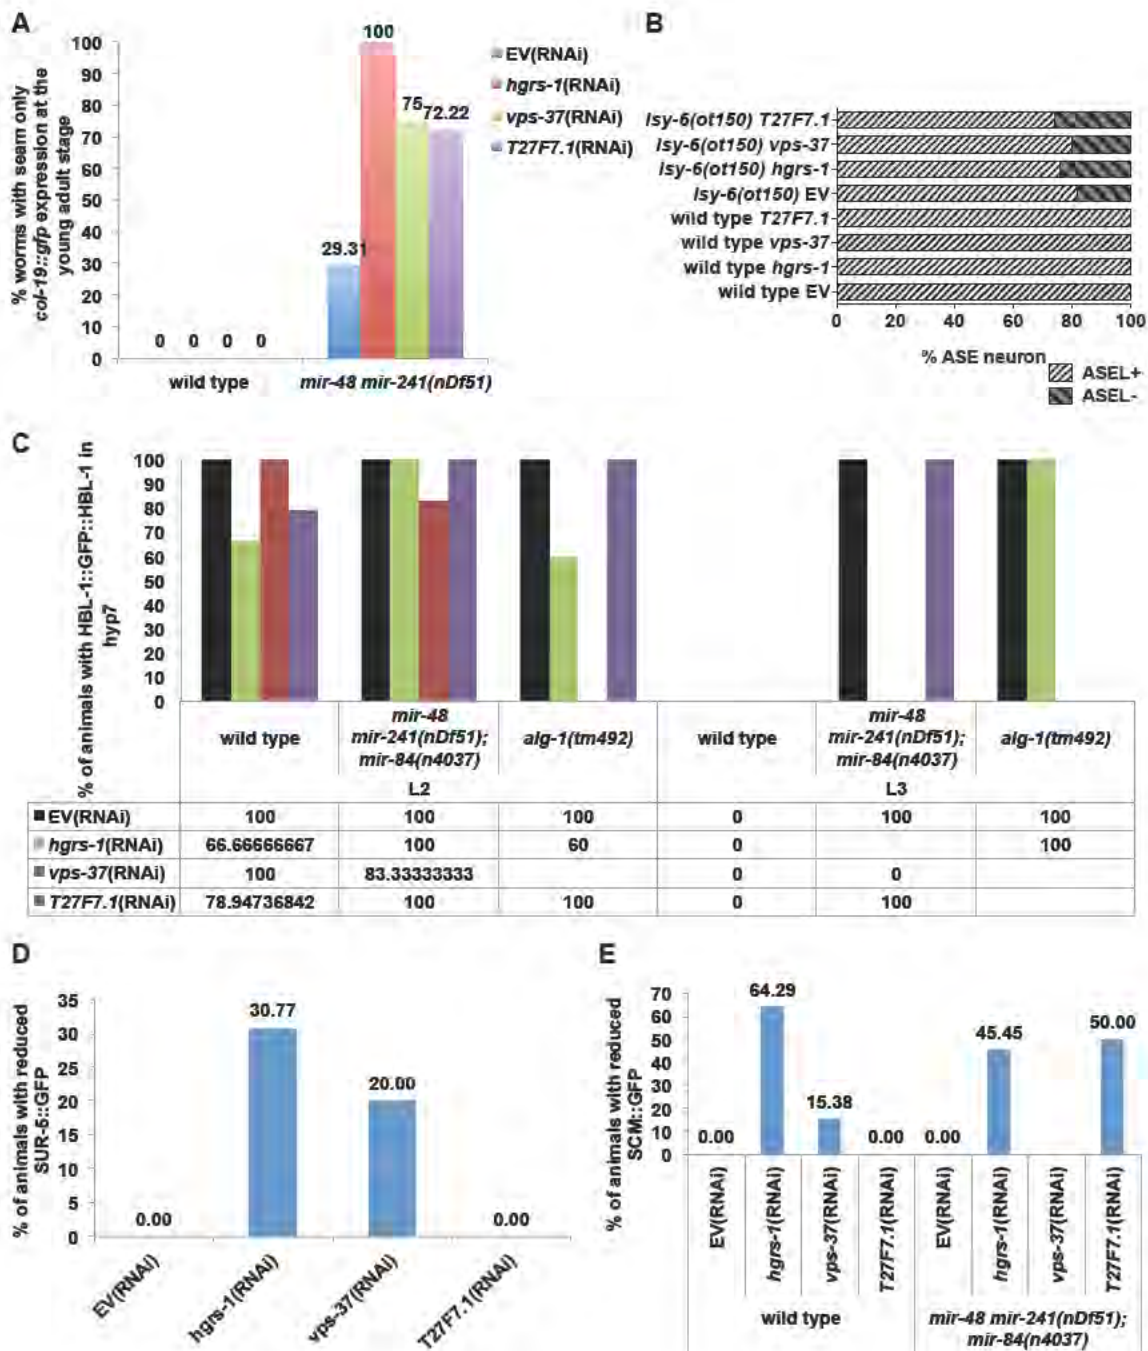 A
% worms with seam only
col-19::gfp expression at the
young adult stage
100
90
80
70
60
50
40
30
20
10
0
0 0 0 0
29.31
100
75
72.22
wild type
mir-48 mir-241(nDf51)
EV(RNAi)
hgrs-1(RNAi)
vps-37(RNAi)
T27F7.1(RNAi)
B
lsy-6(ot150) T27F7.1
lsy-6(ot150) vps-37
lsy-6(ot150) hgrs-1
lsy-6(ot150) EV
wild type T27F7.1
wild type vps-37
wild type hgrs-1
wild type EV
0 20 40 60 80 100
% ASE neuron
ASEL+
ASEL-
C
% of animals with HBL-1::GFP::HBL-1 in
hyp7
100
90
80
70
60
50
40
30
20
10
0
wild type
mir-48
mir-241(nDf51);
mir-84(n4037)
alg-1(tm492)
wild type
mir-48
mir-241(nDf51);
mir-84(n4037)
alg-1(tm492)
L2 L3
EV(RNAi) 100 100 100 0 100 100
hgrs-1(RNAi) 66.66666667 100 60 0 100
vps-37(RNAi) 100 83.33333333 0 0
T27F7.1(RNAi) 78.94736842 100 100 0 100
D
% of animals with reduced
SUR-5::GFP
35
30
25
20
15
10
5
0
0.00
30.77
20.00
0.00
EV(RNAi)
hgrs-1(RNAi)
vps-37(RNAi)
T27F7.1(RNAi)
E
% of animals with reduced
SCM::GFP
70
60
50
40
30
20
10
0
0.00
64.29
15.38
0.00
0.00
45.45
50.00
EV(RNAi)
hgrs-1(RNAi)
vps-37(RNAi)
T27F7.1(RNAi)
EV(RNAi)
hgrs-1(RNAi)
vps-37(RNAi)
T27F7.1(RNAi)
wild type
mir-48 mir-241(nDf51);
mir-84(n4037)